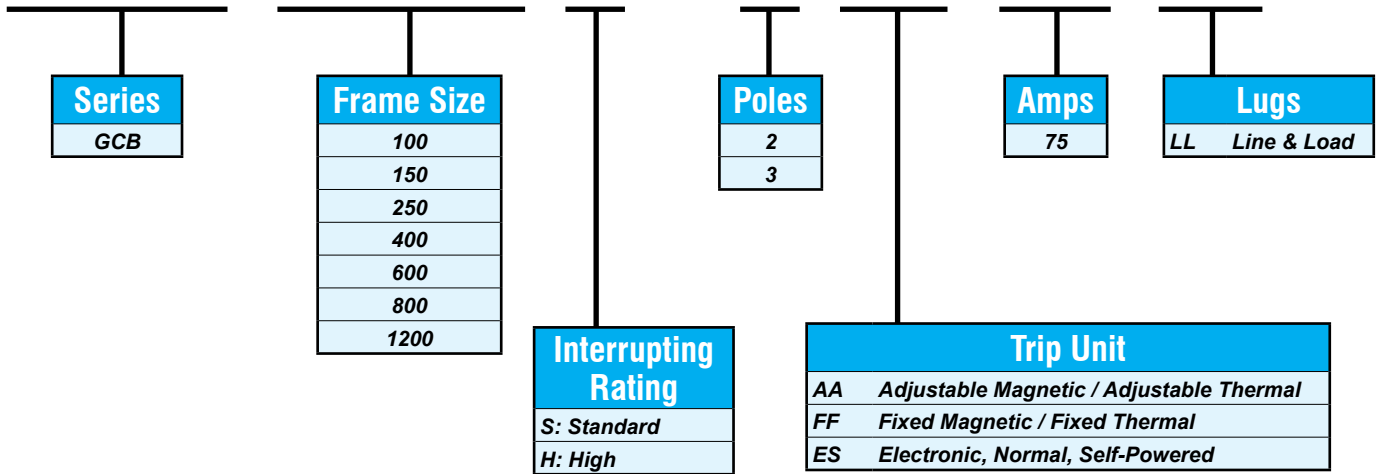 Series
GCB
Frame Size
100
150
250
400
600
800
1200
Interrupting
Rating
S: Standard
H: High
Poles
2
3
Trip Unit
AA Adjustable Magnetic / Adjustable Thermal
FF Fixed Magnetic / Fixed Thermal
ES Electronic, Normal, Self-Powered
Amps
75
Lugs
LL Line & Load